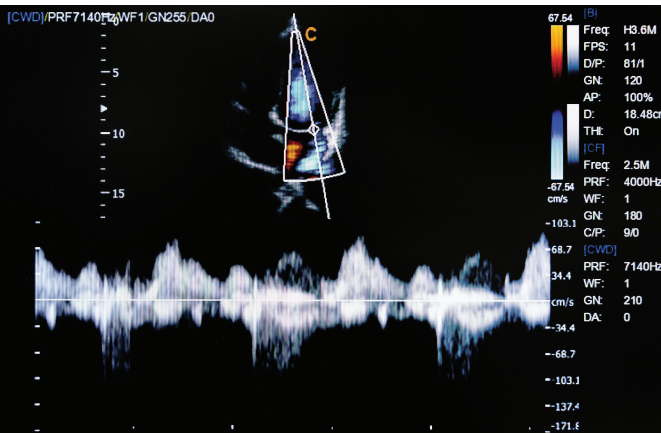 [CWD]/PRF7140Hz/WF1/GN255/DA0
C
0
-5
-10
-15
67.54
-67.54
cm/s
[B]
Freq: H3.6M
FPS: 11
D/P: 81/1
GN: 120
AP: 100%
D: 18.48cm
THI: On
[CF]
Freq: 2.5M
PRF: 4000Hz
WF: 1
GN: 180
C/P: 9/0
[CWD]
PRF: 7140Hz
WF: 1
GN: 210
DA: 0
-103.1
-68.7
-34.4
cm/s
-34.4
-68.7
-103.1
-137.4
-171.8